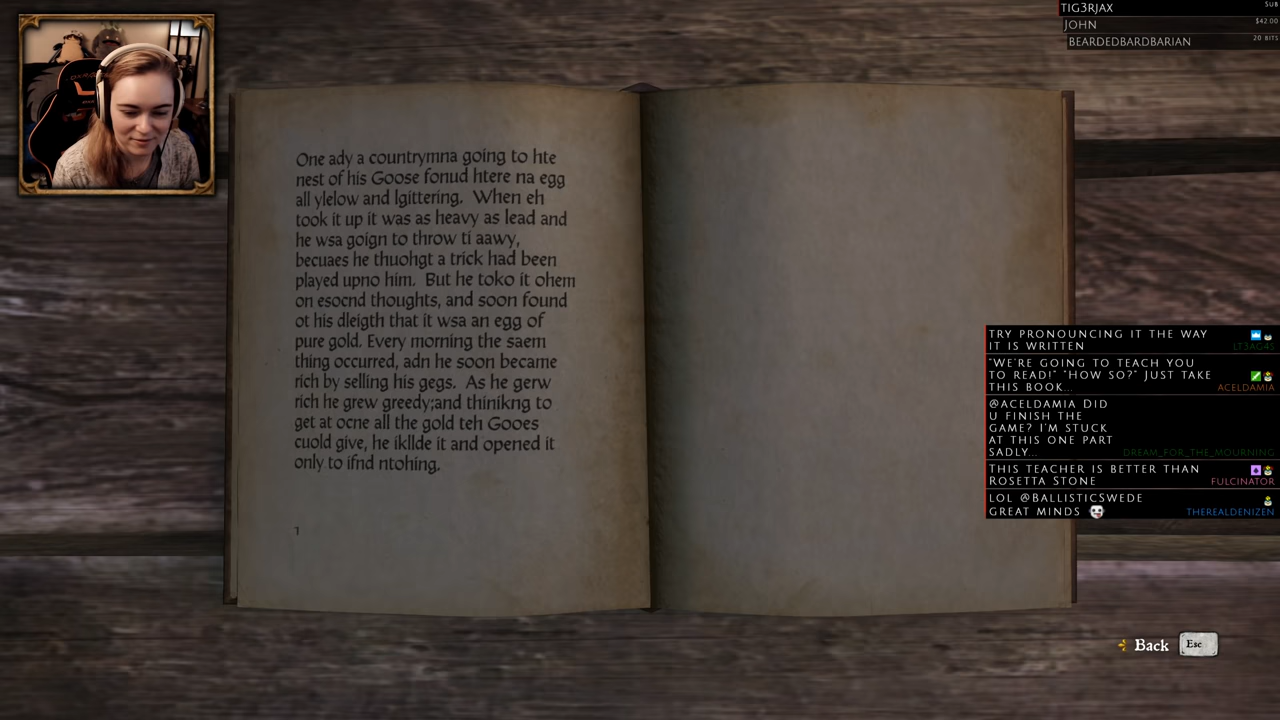 TIG3RJAX
SUB
JOHN
$42.00
BEARDEDBARDBARIAN
20 BITS
One ady a countrymna going to hte
nest of his Goose fonud htere na egg
all ylelow and lgittering. When eh
took it up it was as heavy as lead and
he wsa goign to throw ti aawy,
becuaes he thuohgt a trick had been
played upno him. But he toko it ohem
on esocnd thoughts, and soon found
ot his dleigth that it wsa an egg of
pure gold. Every morning the saem
thing occurred, adn he soon became
rich by selling his gegs. As he gerw
rich he grew greedy;and thinikng to
get at ocne all the gold teh Gooes
cuold give, he ikllde it and opened it
only to ifnd ntohing.
1
TRY PRONOUNCING IT THE WAY
IT IS WRITTEN
LT3AG4S
"WE'RE GOING TO TEACH YOU
TO READ!" "HOW SO?" JUST TAKE
THIS BOOK...
ACELDAMIA
@ACELDAMIA DID
U FINISH THE
GAME? I'M STUCK
AT THIS ONE PART
SADLY...
DREAM_FOR_THE_MOURNING
THIS TEACHER IS BETTER THAN
ROSETTA STONE
FULCINATOR
LOL @BALLISTICSWEDE
GREAT MINDS
THEREALDENIZEN
Back Esc